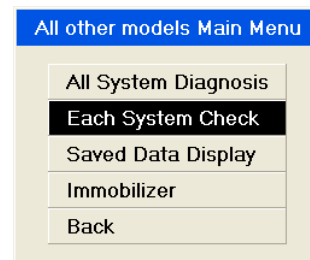 All other models Main Menu
All System Diagnosis
Each System Check
Saved Data Display
Immobilizer
Back